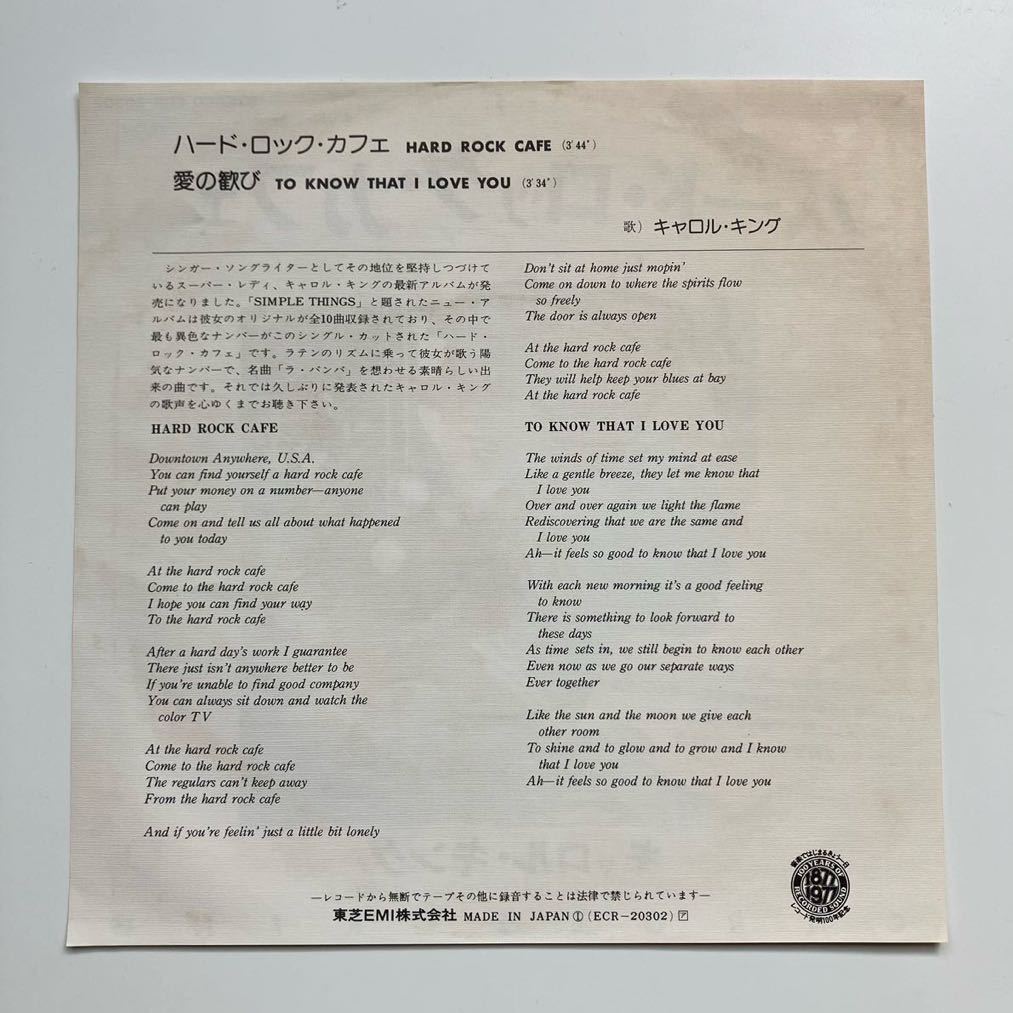 ハード・ロック・カフェ HARD ROCK CAFE (3'44")
愛の歓び TO KNOW THAT I LOVE YOU (3'34")
歌) キャロル・キング
シンガー・ソングライターとしてその地位を堅持しつづけて
いるスーパー・レディ、キャロル・キングの最新アルバムが発
売になりました。「SIMPLE THINGS」と題されたニュー・ア
ルバムは彼女のオリジナルが全10曲収録されており、その中で
最も異色なナンバーがこのシングル・カットされた「ハード・
ロック・カフェ」です。ラテンのリズムに乗って彼女が歌う陽
気なナンバーで、名曲「ラ・バンバ」を想わせる素晴らしい出
来の曲です。それでは久しぶりに発表されたキャロル・キング
の歌声を心ゆくまでお聴き下さい。
HARD ROCK CAFE
Downtown Anywhere, U.S.A.
You can find yourself a hard rock cafe
Put your money on a number—anyone
can play
Come on and tell us all about what happened
to you today
At the hard rock cafe
Come to the hard rock cafe
I hope you can find your way
To the hard rock cafe
After a hard day's work I guarantee
There just isn't anywhere better to be
If you're unable to find good company
You can always sit down and watch the
color TV
At the hard rock cafe
Come to the hard rock cafe
The regulars can't keep away
From the hard rock cafe
And if you're feelin' just a little bit lonely
Don't sit at home just mopin'
Come on down to where the spirits flow
so freely
The door is always open
At the hard rock cafe
Come to the hard rock cafe
They will help keep your blues at bay
At the hard rock cafe
TO KNOW THAT I LOVE YOU
The winds of time set my mind at ease
Like a gentle breeze, they let me know that
I love you
Over and over again we light the flame
Rediscovering that we are the same and
I love you
Ah—it feels so good to know that I love you
With each new morning it's a good feeling
to know
There is something to look forward to
these days
As time sets in, we still begin to know each other
Even now as we go our separate ways
Ever together
Like the sun and the moon we give each
other room
To shine and to glow and to grow and I know
that I love you
Ah—it feels so good to know that I love you
音楽ではじまるきょう一日
100 YEARS OF
1877
1977
RECORDED SOUND
レコード発明100年記念
—レコードから無断でテープその他に録音することは法律で禁じられています—
東芝EMI株式会社 MADE IN JAPAN Ⓘ (ECR-20302) ア